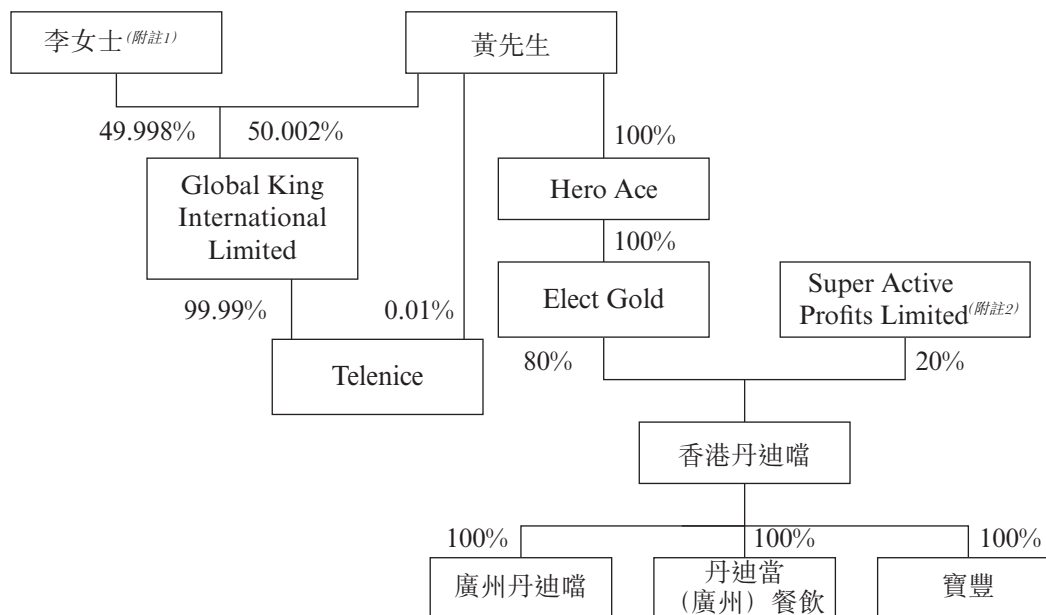 李女士(附註1)
黃先生
49.998%
50.002%
100%
Global King
International
Limited
Hero Ace
100%
99.99%
0.01%
Elect Gold
Super Active
Profits Limited(附註2)
Telenice
80%
20%
香港丹迪噹
100%
100%
100%
廣州丹迪噹
丹迪當
（廣州）餐飲
寶豐